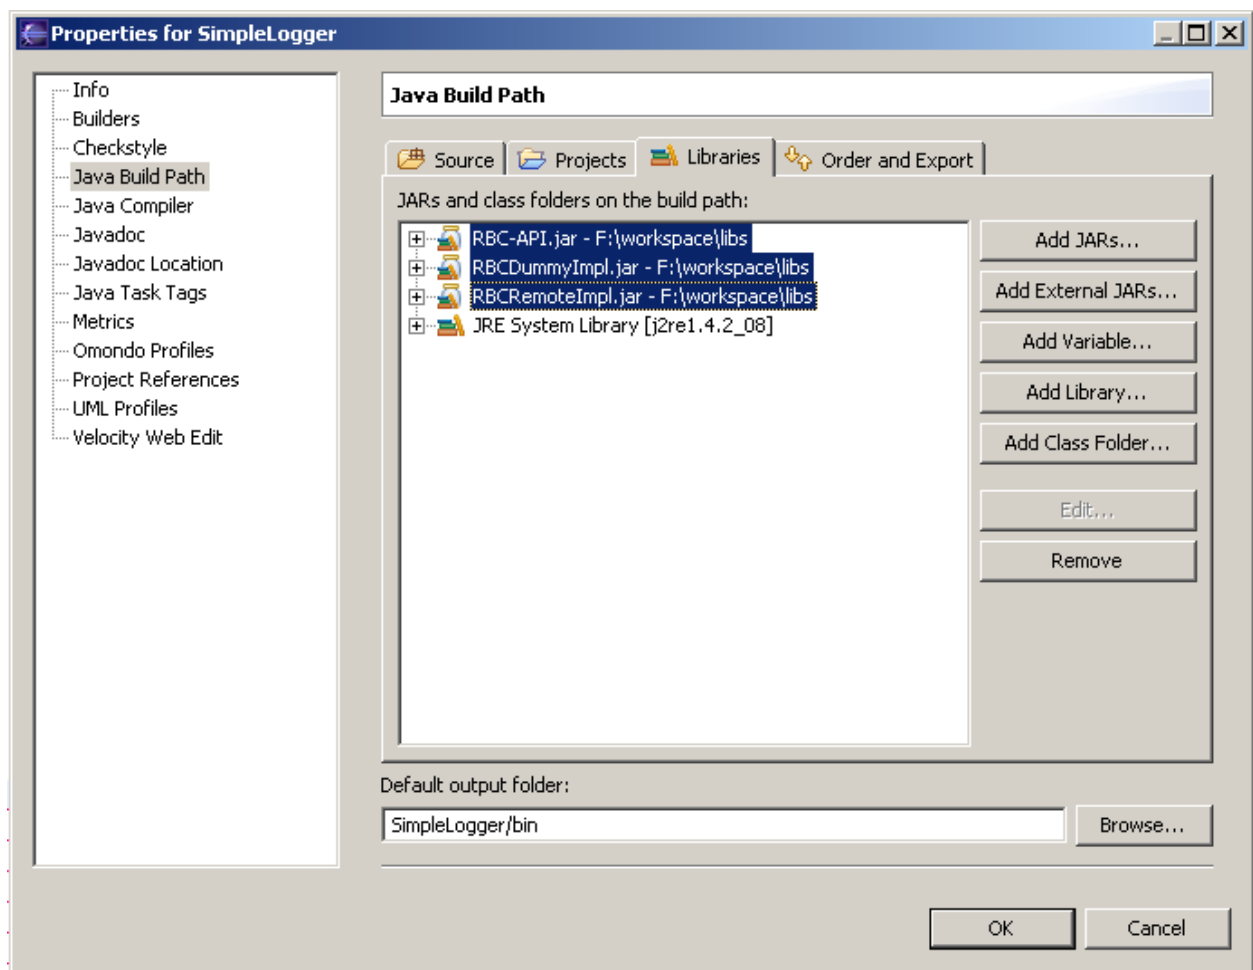 Properties for SimpleLogger
Info
Builders
Checkstyle
Java Build Path
Java Compiler
Javadoc
Javadoc Location
Java Task Tags
Metrics
Omondo Profiles
Project References
UML Profiles
Velocity Web Edit
Java Build Path
Source Projects Libraries Order and Export
JARs and class folders on the build path:
RBC-API.jar - F:\workspace\libs
RBCDummyImpl.jar - F:\workspace\libs
RBCRemoteImpl.jar - F:\workspace\libs
JRE System Library [j2re1.4.2_08]
Add JARs...
Add External JARs...
Add Variable...
Add Library...
Add Class Folder...
Edit...
Remove
Default output folder:
SimpleLogger/bin
Browse...
OK
Cancel